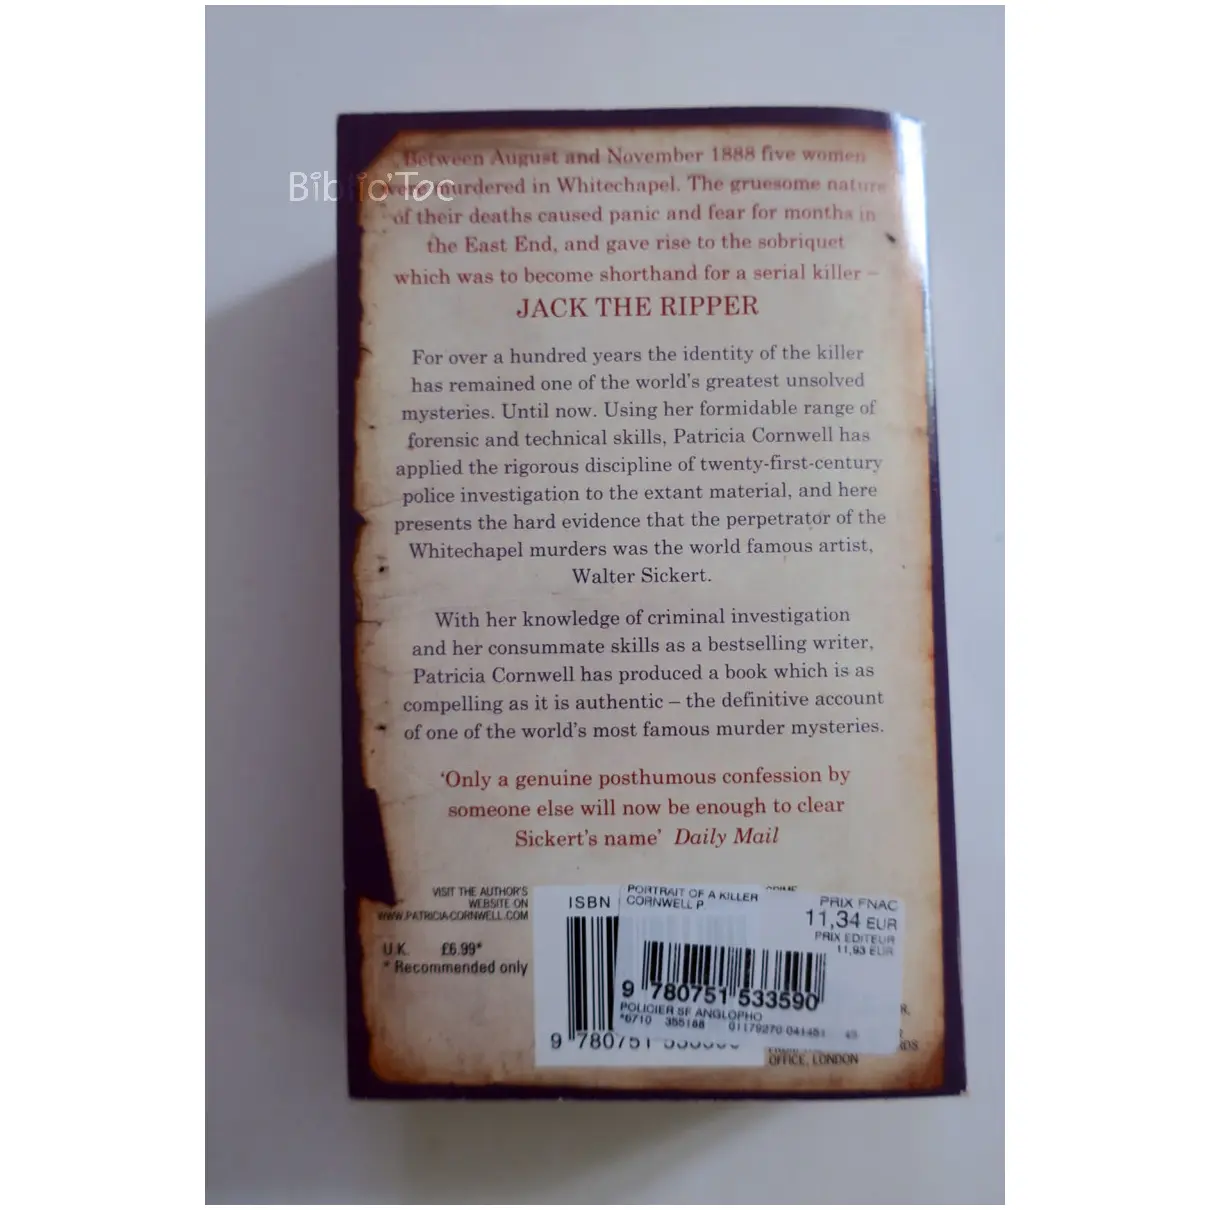 Between August and November 1888 five women
were murdered in Whitechapel. The gruesome nature
of their deaths caused panic and fear for months in
the East End, and gave rise to the sobriquet
which was to become shorthand for a serial killer –
JACK THE RIPPER
For over a hundred years the identity of the killer
has remained one of the world's greatest unsolved
mysteries. Until now. Using her formidable range of
forensic and technical skills, Patricia Cornwell has
applied the rigorous discipline of twenty-first-century
police investigation to the extant material, and here
presents the hard evidence that the perpetrator of the
Whitechapel murders was the world famous artist,
Walter Sickert.
With her knowledge of criminal investigation
and her consummate skills as a bestselling writer,
Patricia Cornwell has produced a book which is as
compelling as it is authentic – the definitive account
of one of the world's most famous murder mysteries.
'Only a genuine posthumous confession by
someone else will now be enough to clear
Sickert's name' Daily Mail
VISIT THE AUTHOR'S
WEBSITE ON
WWW.PATRICIA-CORNWELL.COM
U.K. £6.99*
* Recommended only
ISBN
PORTRAIT OF A KILLER
CORNWELL P
PRIX FNAC
11,34 EUR
PRIX EDITEUR
11,93 EUR
9 780751 533590
POLICIER SF ANGLOPHO
*0710 355188 01179270 041451 45
OFFICE, LONDON
Biblio'Toc